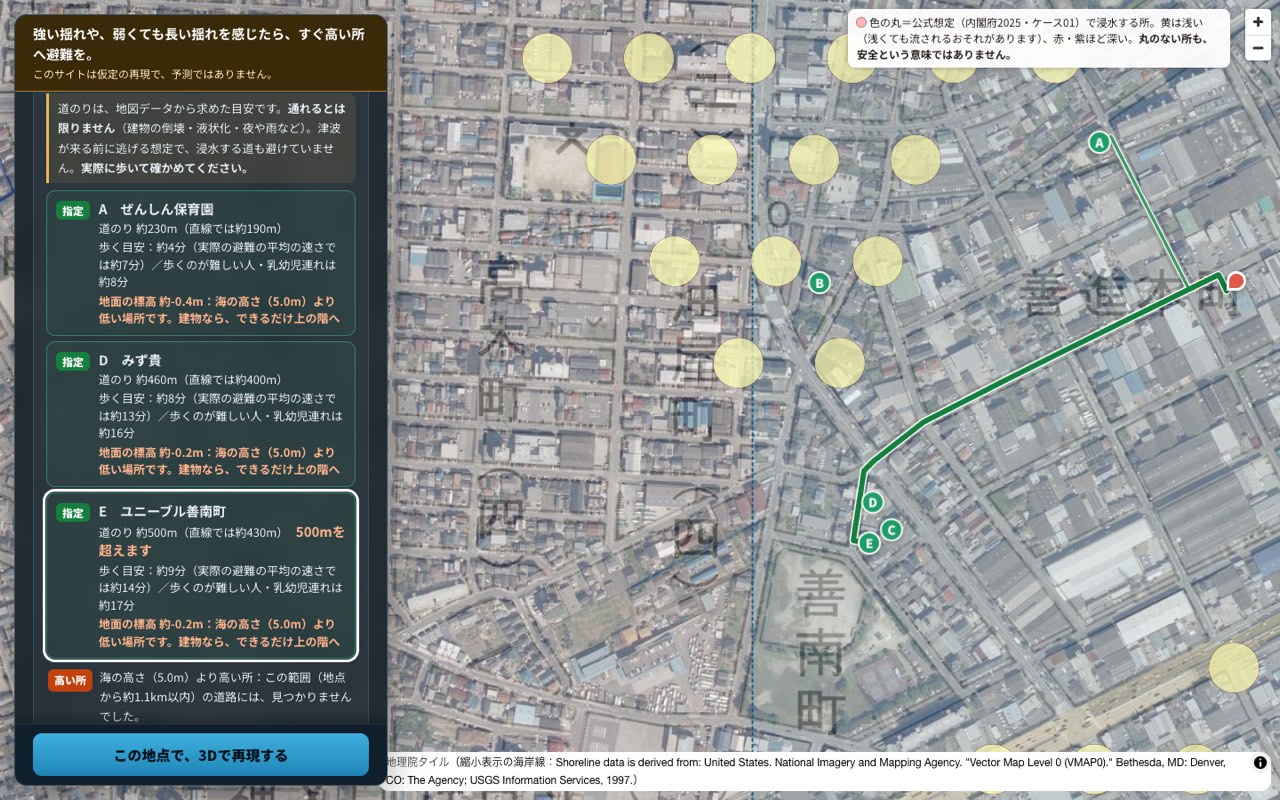 強い揺れや、弱くても長い揺れを感じたら、すぐ高い所
へ避難を。
このサイトは仮定の再現で、予測ではありません。
道のりは、地図データから求めた目安です。通れるとは
限りません（建物の倒壊・液状化・夜や雨など）。津波
が来る前に逃げる想定で、浸水する道も避けていませ
ん。実際に歩いて確かめてください。
指定 A ぜんしん保育園
道のり 約230m（直線では約190m）
歩く目安：約4分（実際の避難の平均の速さで
は約7分）／歩くのが難しい人・乳幼児連れは
約8分
地面の標高 約-0.4m：海の高さ（5.0m）より
低い場所です。建物なら、できるだけ上の階へ
指定 D みず貴
道のり 約460m（直線では約400m）
歩く目安：約8分（実際の避難の平均の速さで
は約13分）／歩くのが難しい人・乳幼児連れは
約16分
地面の標高 約-0.2m：海の高さ（5.0m）より
低い場所です。建物なら、できるだけ上の階へ
指定 E ユニーブル善南町
道のり 約500m（直線では約430m） 500mを
超えます
歩く目安：約9分（実際の避難の平均の速さで
は約14分）／歩くのが難しい人・乳幼児連れは
約17分
地面の標高 約-0.2m：海の高さ（5.0m）より
低い場所です。建物なら、できるだけ上の階へ
高い所 海の高さ（5.0m）より高い所：この範囲（地点
から約1.1km以内）の道路には、見つかりません
でした。
この地点で、3Dで再現する
色の丸＝公式想定（内閣府2025・ケース01）で浸水する所。黄は浅い
（浅くても流されるおそれがあります）、赤・紫ほど深い。丸のない所も、
安全という意味ではありません。
+
−
A
B
善進本町
高木町（四）
油屋町（四）
D
C
E
善南町
地理院タイル（縮小表示の海岸線：Shoreline data is derived from: United States. National Imagery and Mapping Agency. "Vector Map Level 0 (VMAP0)." Bethesda, MD: Denver,
CO: The Agency; USGS Information Services, 1997.）